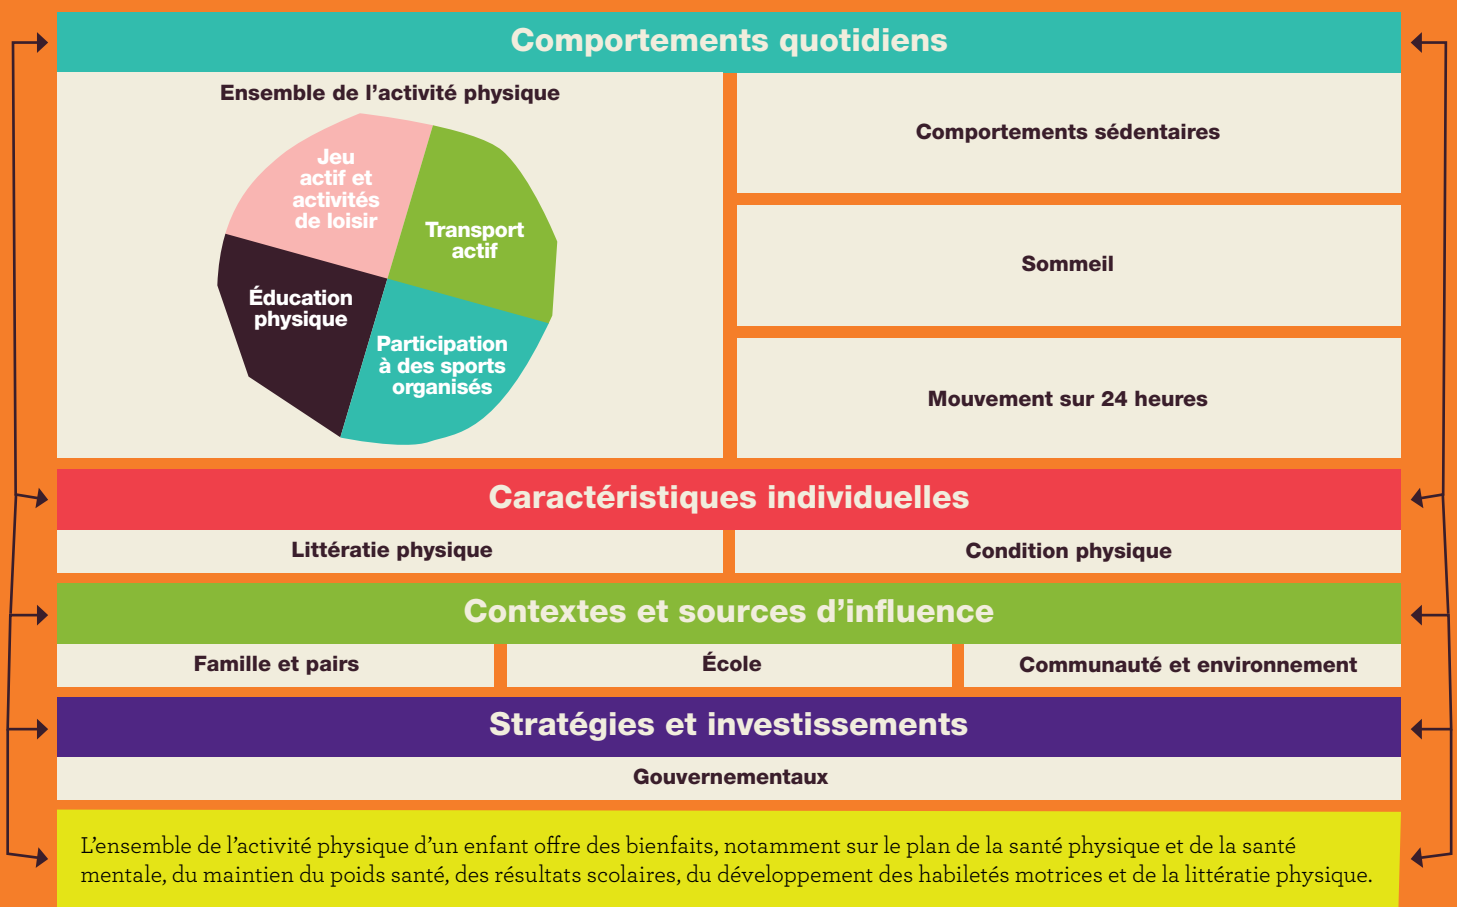 Comportements quotidiens
Ensemble de l’activité physique
Jeu
actif et
activités
de loisir
Transport
actif
Éducation
physique
Participation
à des sports
organisés
Comportements sédentaires
Sommeil
Mouvement sur 24 heures
Caractéristiques individuelles
Littératie physique
Condition physique
Contextes et sources d’influence
Famille et pairs
École
Communauté et environnement
Stratégies et investissements
Gouvernementaux
L’ensemble de l’activité physique d’un enfant offre des bienfaits, notamment sur le plan de la santé physique et de la santé
mentale, du maintien du poids santé, des résultats scolaires, du développement des habiletés motrices et de la littératie physique.